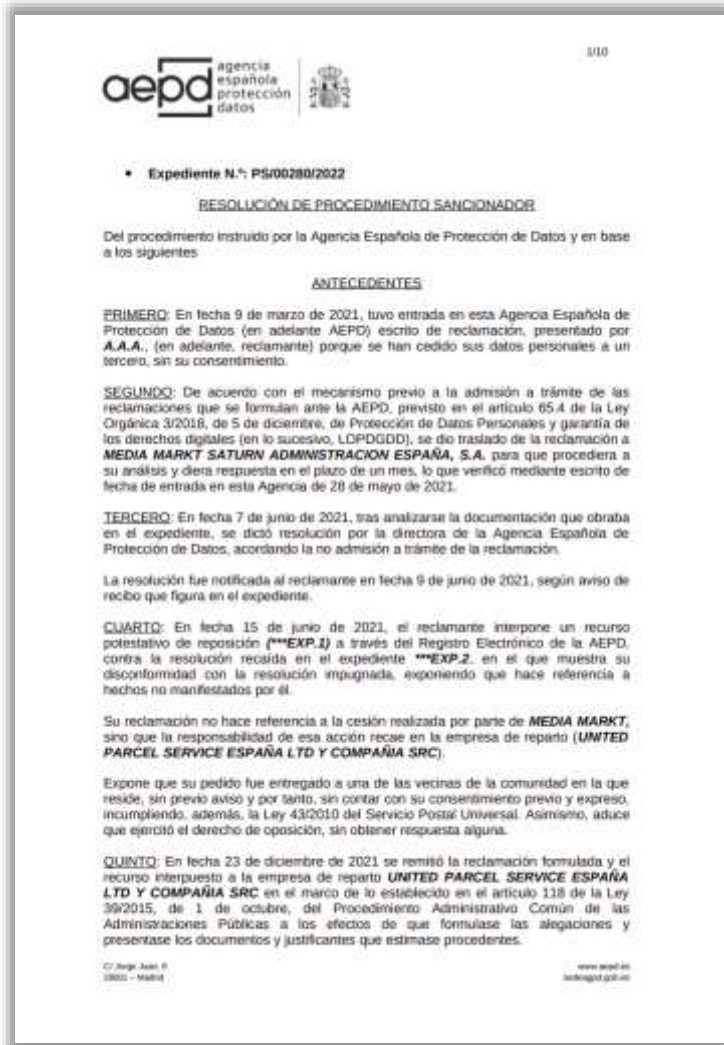 1/10
aepd
agencia
española
protección
datos
• Expediente N.º: PS/00280/2022
RESOLUCIÓN DE PROCEDIMIENTO SANCIONADOR
Del procedimiento instruido por la Agencia Española de Protección de Datos y en base
a los siguientes
ANTECEDENTES
PRIMERO: En fecha 9 de marzo de 2021, tuvo entrada en esta Agencia Española de
Protección de Datos (en adelante AEPD) escrito de reclamación, presentado por
A.A.A., (en adelante, reclamante) porque se han cedido sus datos personales a un
tercero, sin su consentimiento.
SEGUNDO: De acuerdo con el mecanismo previo a la admisión a trámite de las
reclamaciones que se formulan ante la AEPD, previsto en el artículo 65.4 de la Ley
Orgánica 3/2018, de 5 de diciembre, de Protección de Datos Personales y garantía de
los derechos digitales (en lo sucesivo, LOPDGDD), se dio traslado de la reclamación a
MEDIA MARKT SATURN ADMINISTRACION ESPAÑA, S.A. para que procediera a
su análisis y diera respuesta en el plazo de un mes, lo que verificó mediante escrito de
fecha de entrada en esta Agencia de 28 de mayo de 2021.
TERCERO: En fecha 7 de junio de 2021, tras analizarse la documentación que obraba
en el expediente, se dictó resolución por la directora de la Agencia Española de
Protección de Datos, acordando la no admisión a trámite de la reclamación.
La resolución fue notificada al reclamante en fecha 9 de junio de 2021, según aviso de
recibo que figura en el expediente.
CUARTO: En fecha 15 de junio de 2021, el reclamante interpone un recurso
potestativo de reposición (***EXP.1) a través del Registro Electrónico de la AEPD,
contra la resolución recaída en el expediente ***EXP.2, en el que muestra su
disconformidad con la resolución impugnada, exponiendo que hace referencia a
hechos no manifestados por él.
Su reclamación no hace referencia a la cesión realizada por parte de MEDIA MARKT,
sino que la responsabilidad de esa acción recae en la empresa de reparto (UNITED
PARCEL SERVICE ESPAÑA LTD Y COMPAÑIA SRC).
Expone que su pedido fue entregado a una de las vecinas de la comunidad en la que
reside, sin previo aviso y por tanto, sin contar con su consentimiento previo y expreso,
incumpliendo, además, la Ley 43/2010 del Servicio Postal Universal. Asimismo, aduce
que ejercitó el derecho de oposición, sin obtener respuesta alguna.
QUINTO: En fecha 23 de diciembre de 2021 se remitió la reclamación formulada y el
recurso interpuesto a la empresa de reparto UNITED PARCEL SERVICE ESPAÑA
LTD Y COMPAÑIA SRC en el marco de lo establecido en el artículo 118 de la Ley
39/2015, de 1 de octubre, del Procedimiento Administrativo Común de las
Administraciones Públicas a los efectos de que formulase las alegaciones y
presentase los documentos y justificantes que estimase procedentes.
C/ Jorge Juan, 6
28001 – Madrid
www.aepd.es
sedeagpd.gob.es